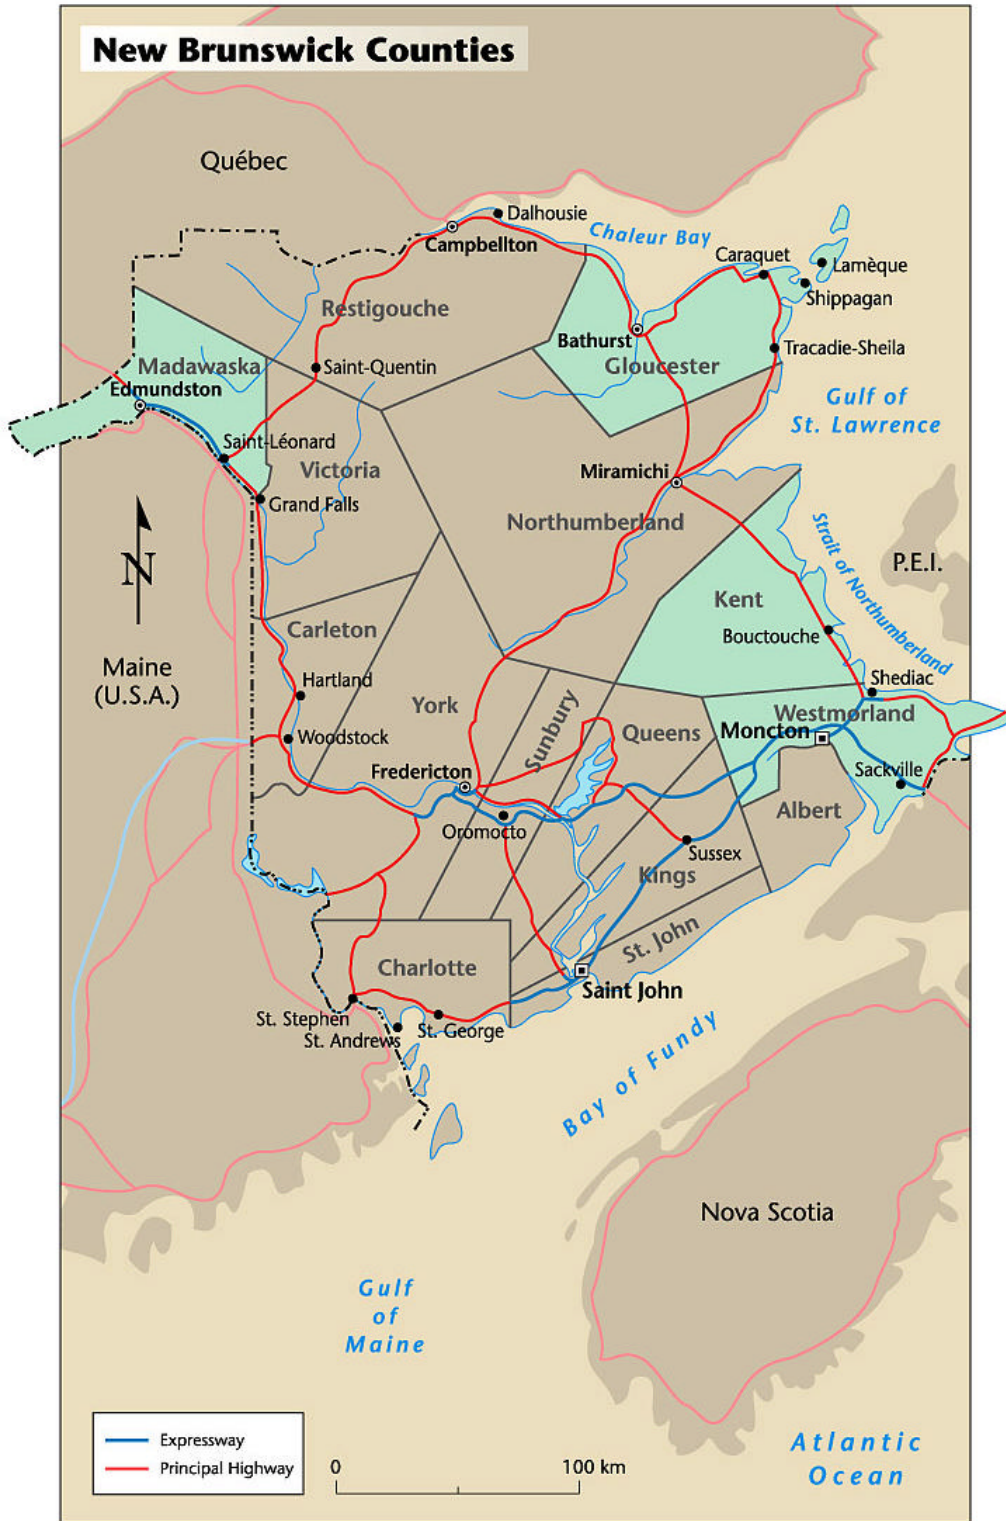 New Brunswick Counties
Québec
Dalhousie
Campbellton
Chaleur Bay
Caraquet
Lamèque
Shippagan
Restigouche
Bathurst
Gloucester
Tracadie-Sheila
Madawaska
Saint-Quentin
Edmundston
Gulf of
St. Lawrence
Saint-Léonard
Victoria
Miramichi
Grand Falls
Northumberland
Strait of Northumberland
N
P.E.I.
Kent
Carleton
Bouctouche
Maine
(U.S.A.)
Hartland
Shediac
York
Sunbury
Westmorland
Queens
Moncton
Woodstock
Fredericton
Sackville
Albert
Oromocto
Sussex
Kings
St. John
Charlotte
Saint John
St. Stephen
St. George
St. Andrews
Bay of Fundy
Nova Scotia
Gulf
of
Maine
Expressway
Principal Highway
0
100 km
Atlantic
Ocean